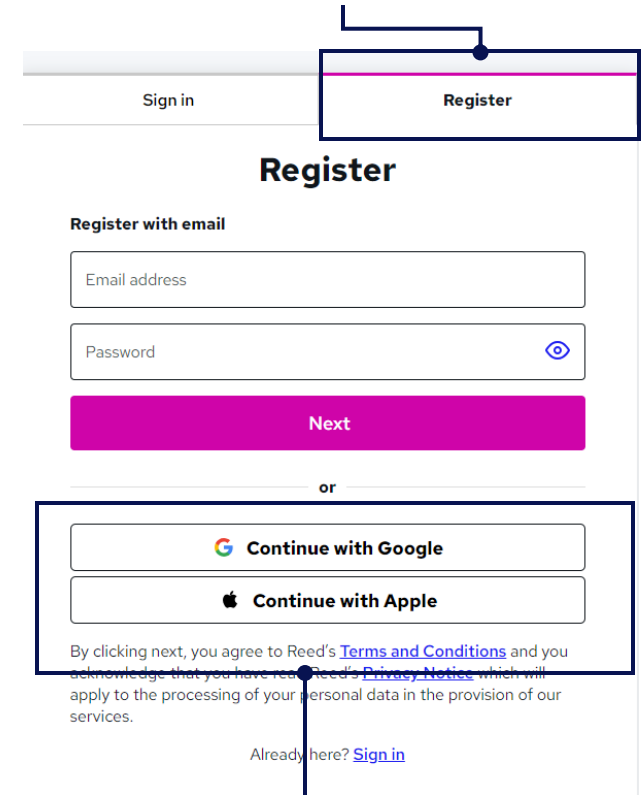 Sign in
Register
Register
Register with email
Email address
Password
Next
or
Continue with Google
Continue with Apple
By clicking next, you agree to Reed's Terms and Conditions and you
acknowledge that you have read Reed's Privacy Notice which will
apply to the processing of your personal data in the provision of our
services.
Already here? Sign in